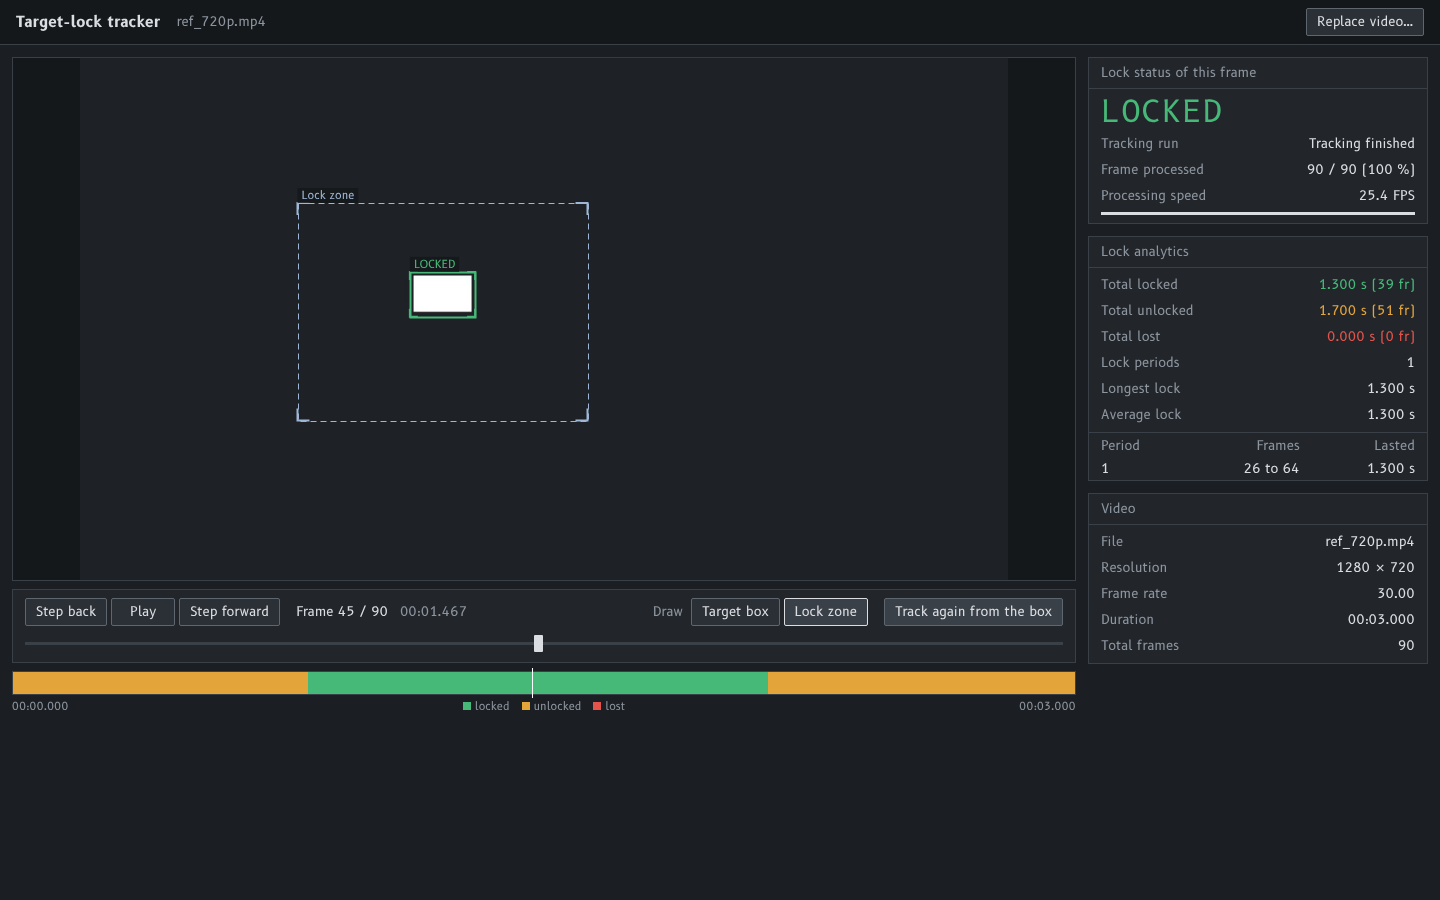 Target-lock tracker ref_720p.mp4 Replace video...
Lock zone
LOCKED
Step back Play Step forward Frame 45 / 90 00:01.467 Draw Target box Lock zone Track again from the box
00:00.000 locked unlocked lost 00:03.000
Lock status of this frame
LOCKED
Tracking run Tracking finished
Frame processed 90 / 90 (100 %)
Processing speed 25.4 FPS
Lock analytics
Total locked 1.300 s (39 fr)
Total unlocked 1.700 s (51 fr)
Total lost 0.000 s (0 fr)
Lock periods 1
Longest lock 1.300 s
Average lock 1.300 s
Period Frames Lasted
1 26 to 64 1.300 s
Video
File ref_720p.mp4
Resolution 1280 × 720
Frame rate 30.00
Duration 00:03.000
Total frames 90